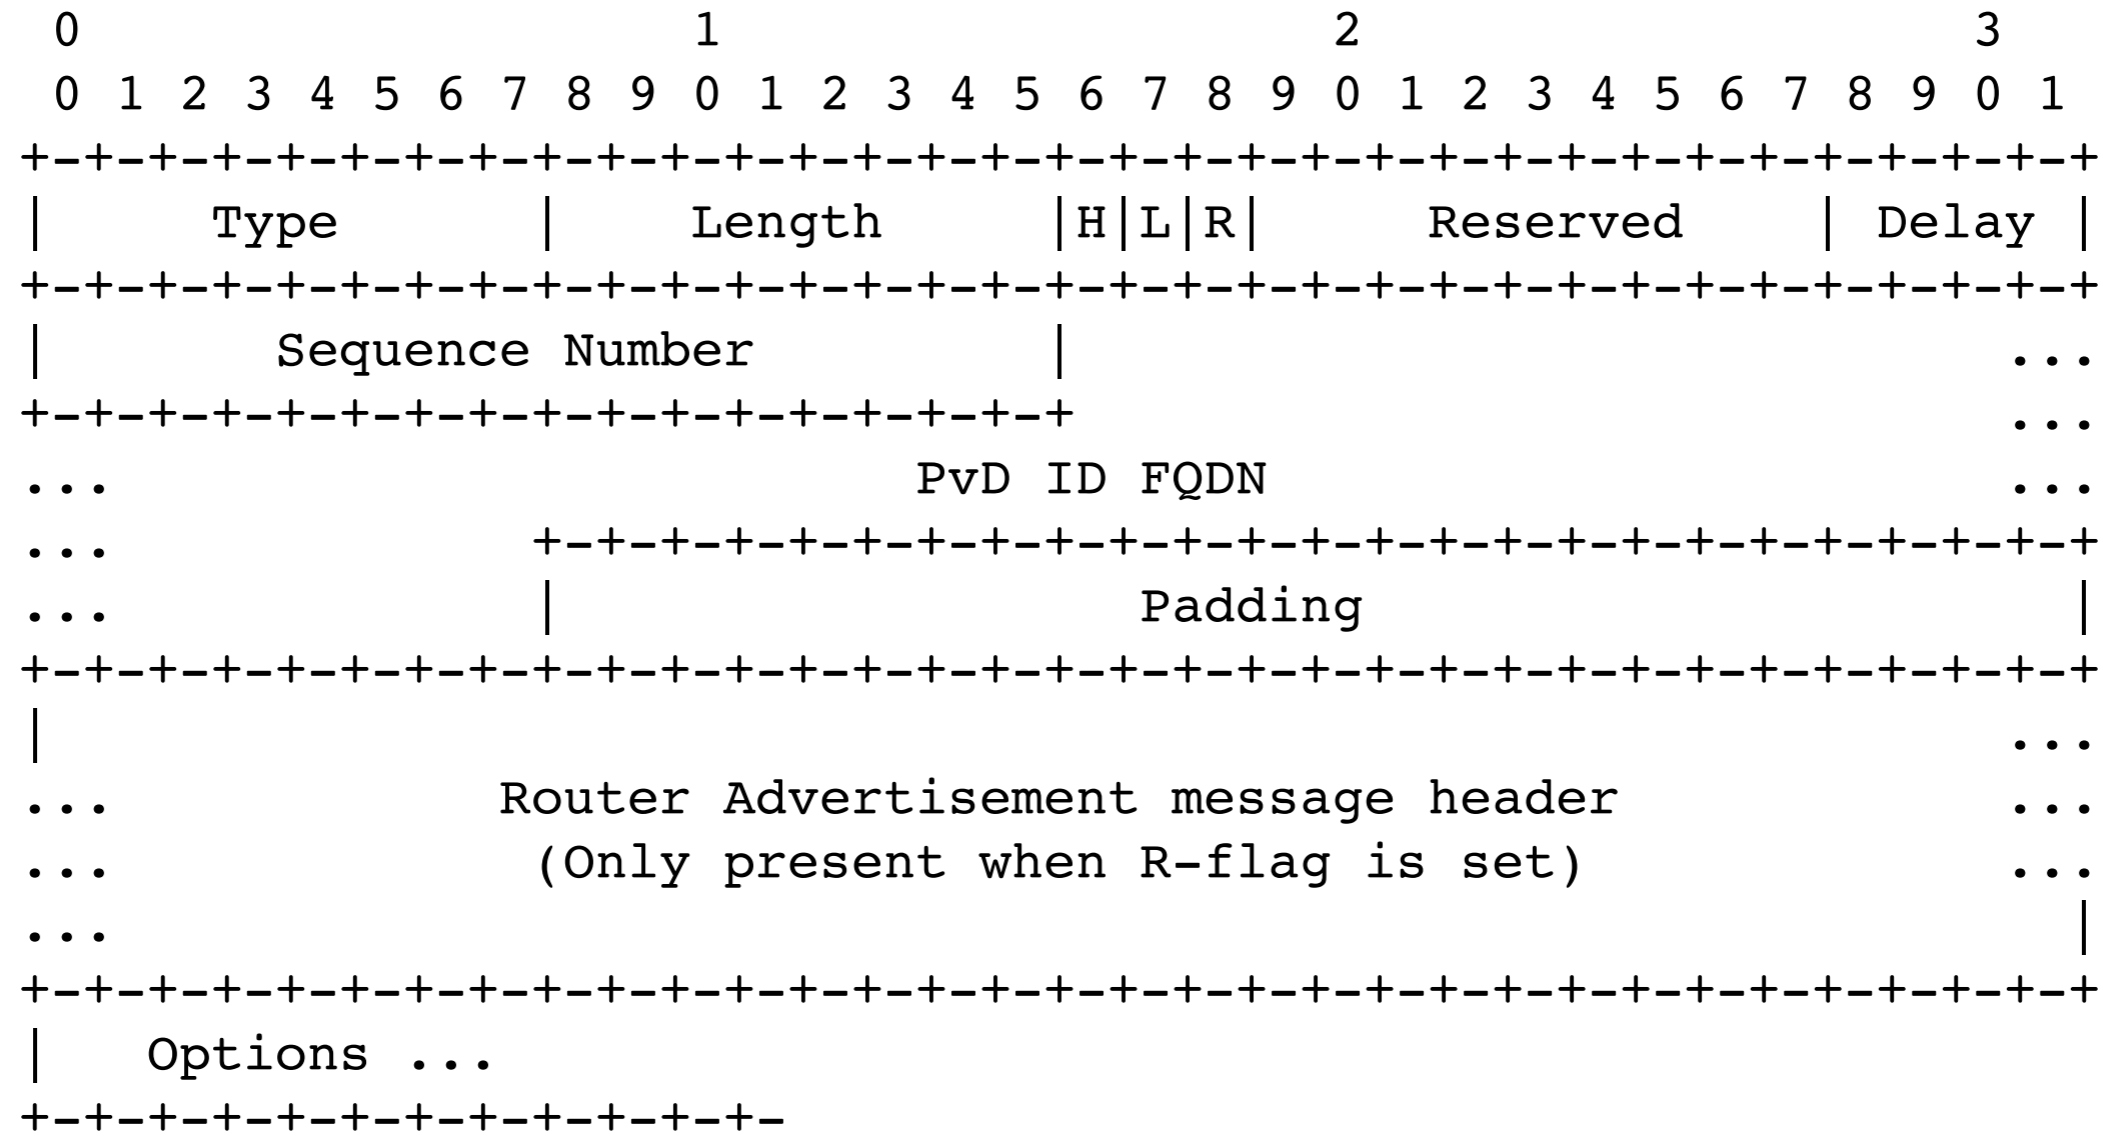 0                   1                   2                   3
 0 1 2 3 4 5 6 7 8 9 0 1 2 3 4 5 6 7 8 9 0 1 2 3 4 5 6 7 8 9 0 1
+-+-+-+-+-+-+-+-+-+-+-+-+-+-+-+-+-+-+-+-+-+-+-+-+-+-+-+-+-+-+-+-+
|     Type      |    Length     |H|L|R|     Reserved    | Delay |
+-+-+-+-+-+-+-+-+-+-+-+-+-+-+-+-+-+-+-+-+-+-+-+-+-+-+-+-+-+-+-+-+
|       Sequence Number         |                             ...
+-+-+-+-+-+-+-+-+-+-+-+-+-+-+-+-+                             ...
...                         PvD ID FQDN                       ...
...             +-+-+-+-+-+-+-+-+-+-+-+-+-+-+-+-+-+-+-+-+-+-+-+-+
...             |                  Padding                      |
+-+-+-+-+-+-+-+-+-+-+-+-+-+-+-+-+-+-+-+-+-+-+-+-+-+-+-+-+-+-+-+-+
|                                                             ...
...            Router Advertisement message header            ...
...             (Only present when R-flag is set)             ...
...                                                             |
+-+-+-+-+-+-+-+-+-+-+-+-+-+-+-+-+-+-+-+-+-+-+-+-+-+-+-+-+-+-+-+-+
|   Options ...
+-+-+-+-+-+-+-+-+-+-+-+-